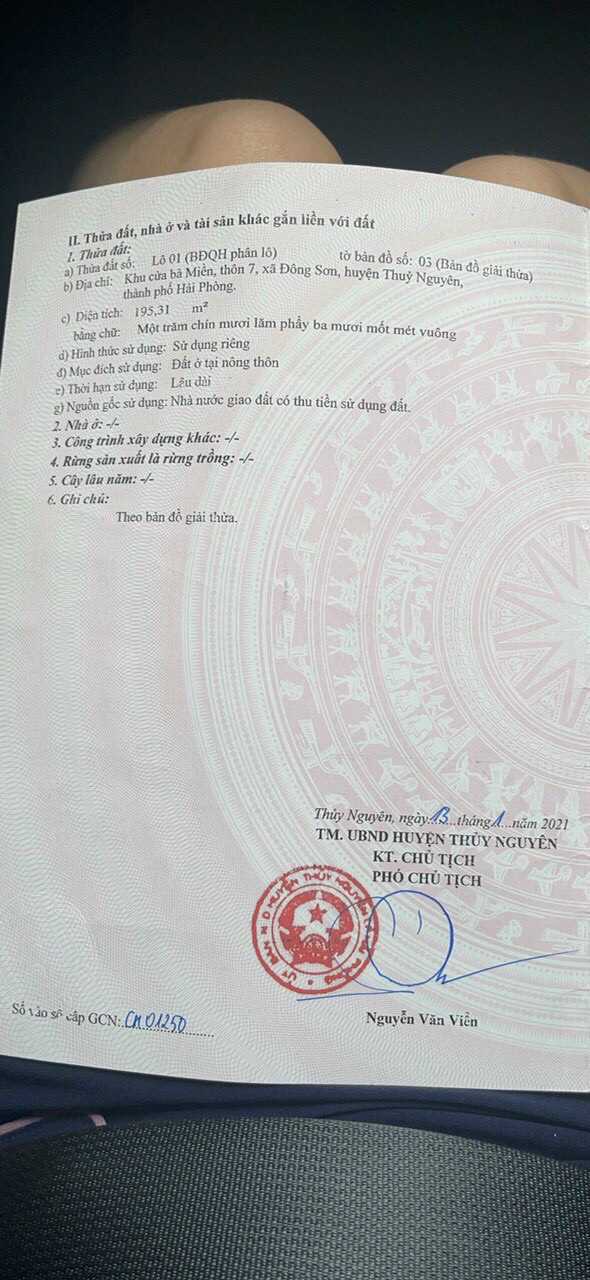 II. Thửa đất, nhà ở và tài sản khác gắn liền với đất
1. Thửa đất:
a) Thửa đất số: Lô 01 (BĐQH phân lô) tờ bản đồ số: 03 (Bản đồ giải thửa)
b) Địa chỉ: Khu cửa bà Miền, thôn 7, xã Đông Sơn, huyện Thuỷ Nguyên,
thành phố Hải Phòng.
c) Diện tích: 195,31 m²
bằng chữ: Một trăm chín mươi lăm phẩy ba mươi mốt mét vuông
d) Hình thức sử dụng: Sử dụng riêng
đ) Mục đích sử dụng: Đất ở tại nông thôn
e) Thời hạn sử dụng: Lâu dài
g) Nguồn gốc sử dụng: Nhà nước giao đất có thu tiền sử dụng đất.
2. Nhà ở: -/-
3. Công trình xây dựng khác: -/-
4. Rừng sản xuất là rừng trồng: -/-
5. Cây lâu năm: -/-
6. Ghi chú:
Theo bản đồ giải thửa.
Thủy Nguyên, ngày 13 tháng 1 năm 2021
TM. UBND HUYỆN THỦY NGUYÊN
KT. CHỦ TỊCH
PHÓ CHỦ TỊCH
Nguyễn Văn Viển
Số vào sổ cấp GCN: CH 01250